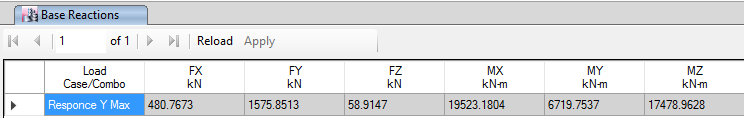 Base Reactions
1 of 1 Reload Apply
Load Case/Combo FX kN FY kN FZ kN MX kN-m MY kN-m MZ kN-m
Responce Y Max 480.7673 1575.8513 58.9147 19523.1804 6719.7537 17478.9628